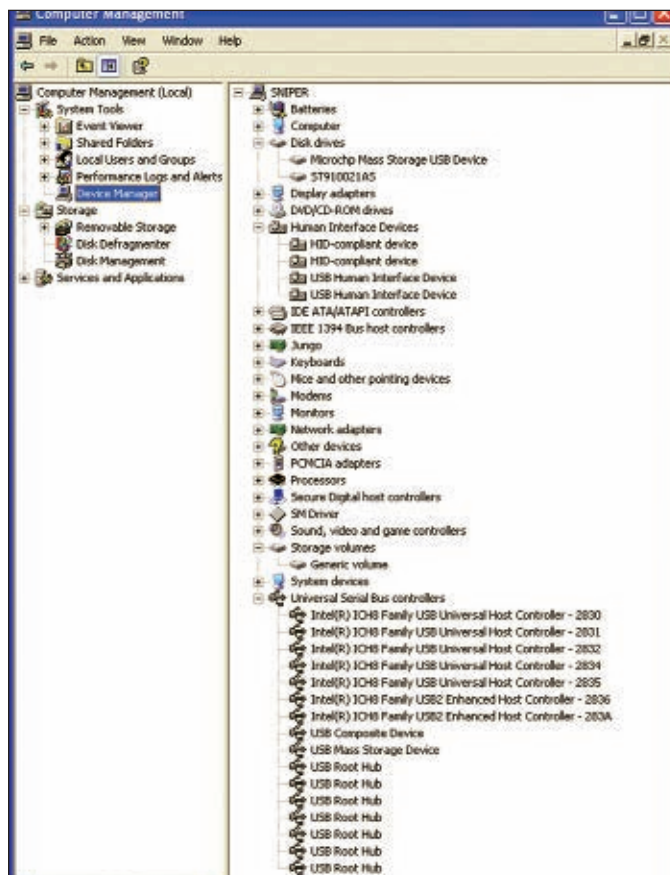 Computer Management
File Action View Window Help
Computer Management (Local)
System Tools
Event Viewer
Shared Folders
Local Users and Groups
Performance Logs and Alerts
Device Manager
Storage
Removable Storage
Disk Defragmenter
Disk Management
Services and Applications
SNIPER
Batteries
Computer
Disk drives
Microchp Mass Storage USB Device
ST910021AS
Display adapters
DVD/CD-ROM drives
Human Interface Devices
HID-compliant device
HID-compliant device
USB Human Interface Device
USB Human Interface Device
IDE ATA/ATAPI controllers
IEEE 1394 Bus host controllers
Jungo
Keyboards
Mice and other pointing devices
Modems
Monitors
Network adapters
Other devices
PCMCIA adapters
Processors
Secure Digital host controllers
SM Driver
Sound, video and game controllers
Storage volumes
Generic volume
System devices
Universal Serial Bus controllers
Intel(R) ICH8 Family USB Universal Host Controller - 2830
Intel(R) ICH8 Family USB Universal Host Controller - 2831
Intel(R) ICH8 Family USB Universal Host Controller - 2832
Intel(R) ICH8 Family USB Universal Host Controller - 2834
Intel(R) ICH8 Family USB Universal Host Controller - 2835
Intel(R) ICH8 Family USB2 Enhanced Host Controller - 2836
Intel(R) ICH8 Family USB2 Enhanced Host Controller - 283A
USB Composite Device
USB Mass Storage Device
USB Root Hub
USB Root Hub
USB Root Hub
USB Root Hub
USB Root Hub
USB Root Hub
USB Root Hub